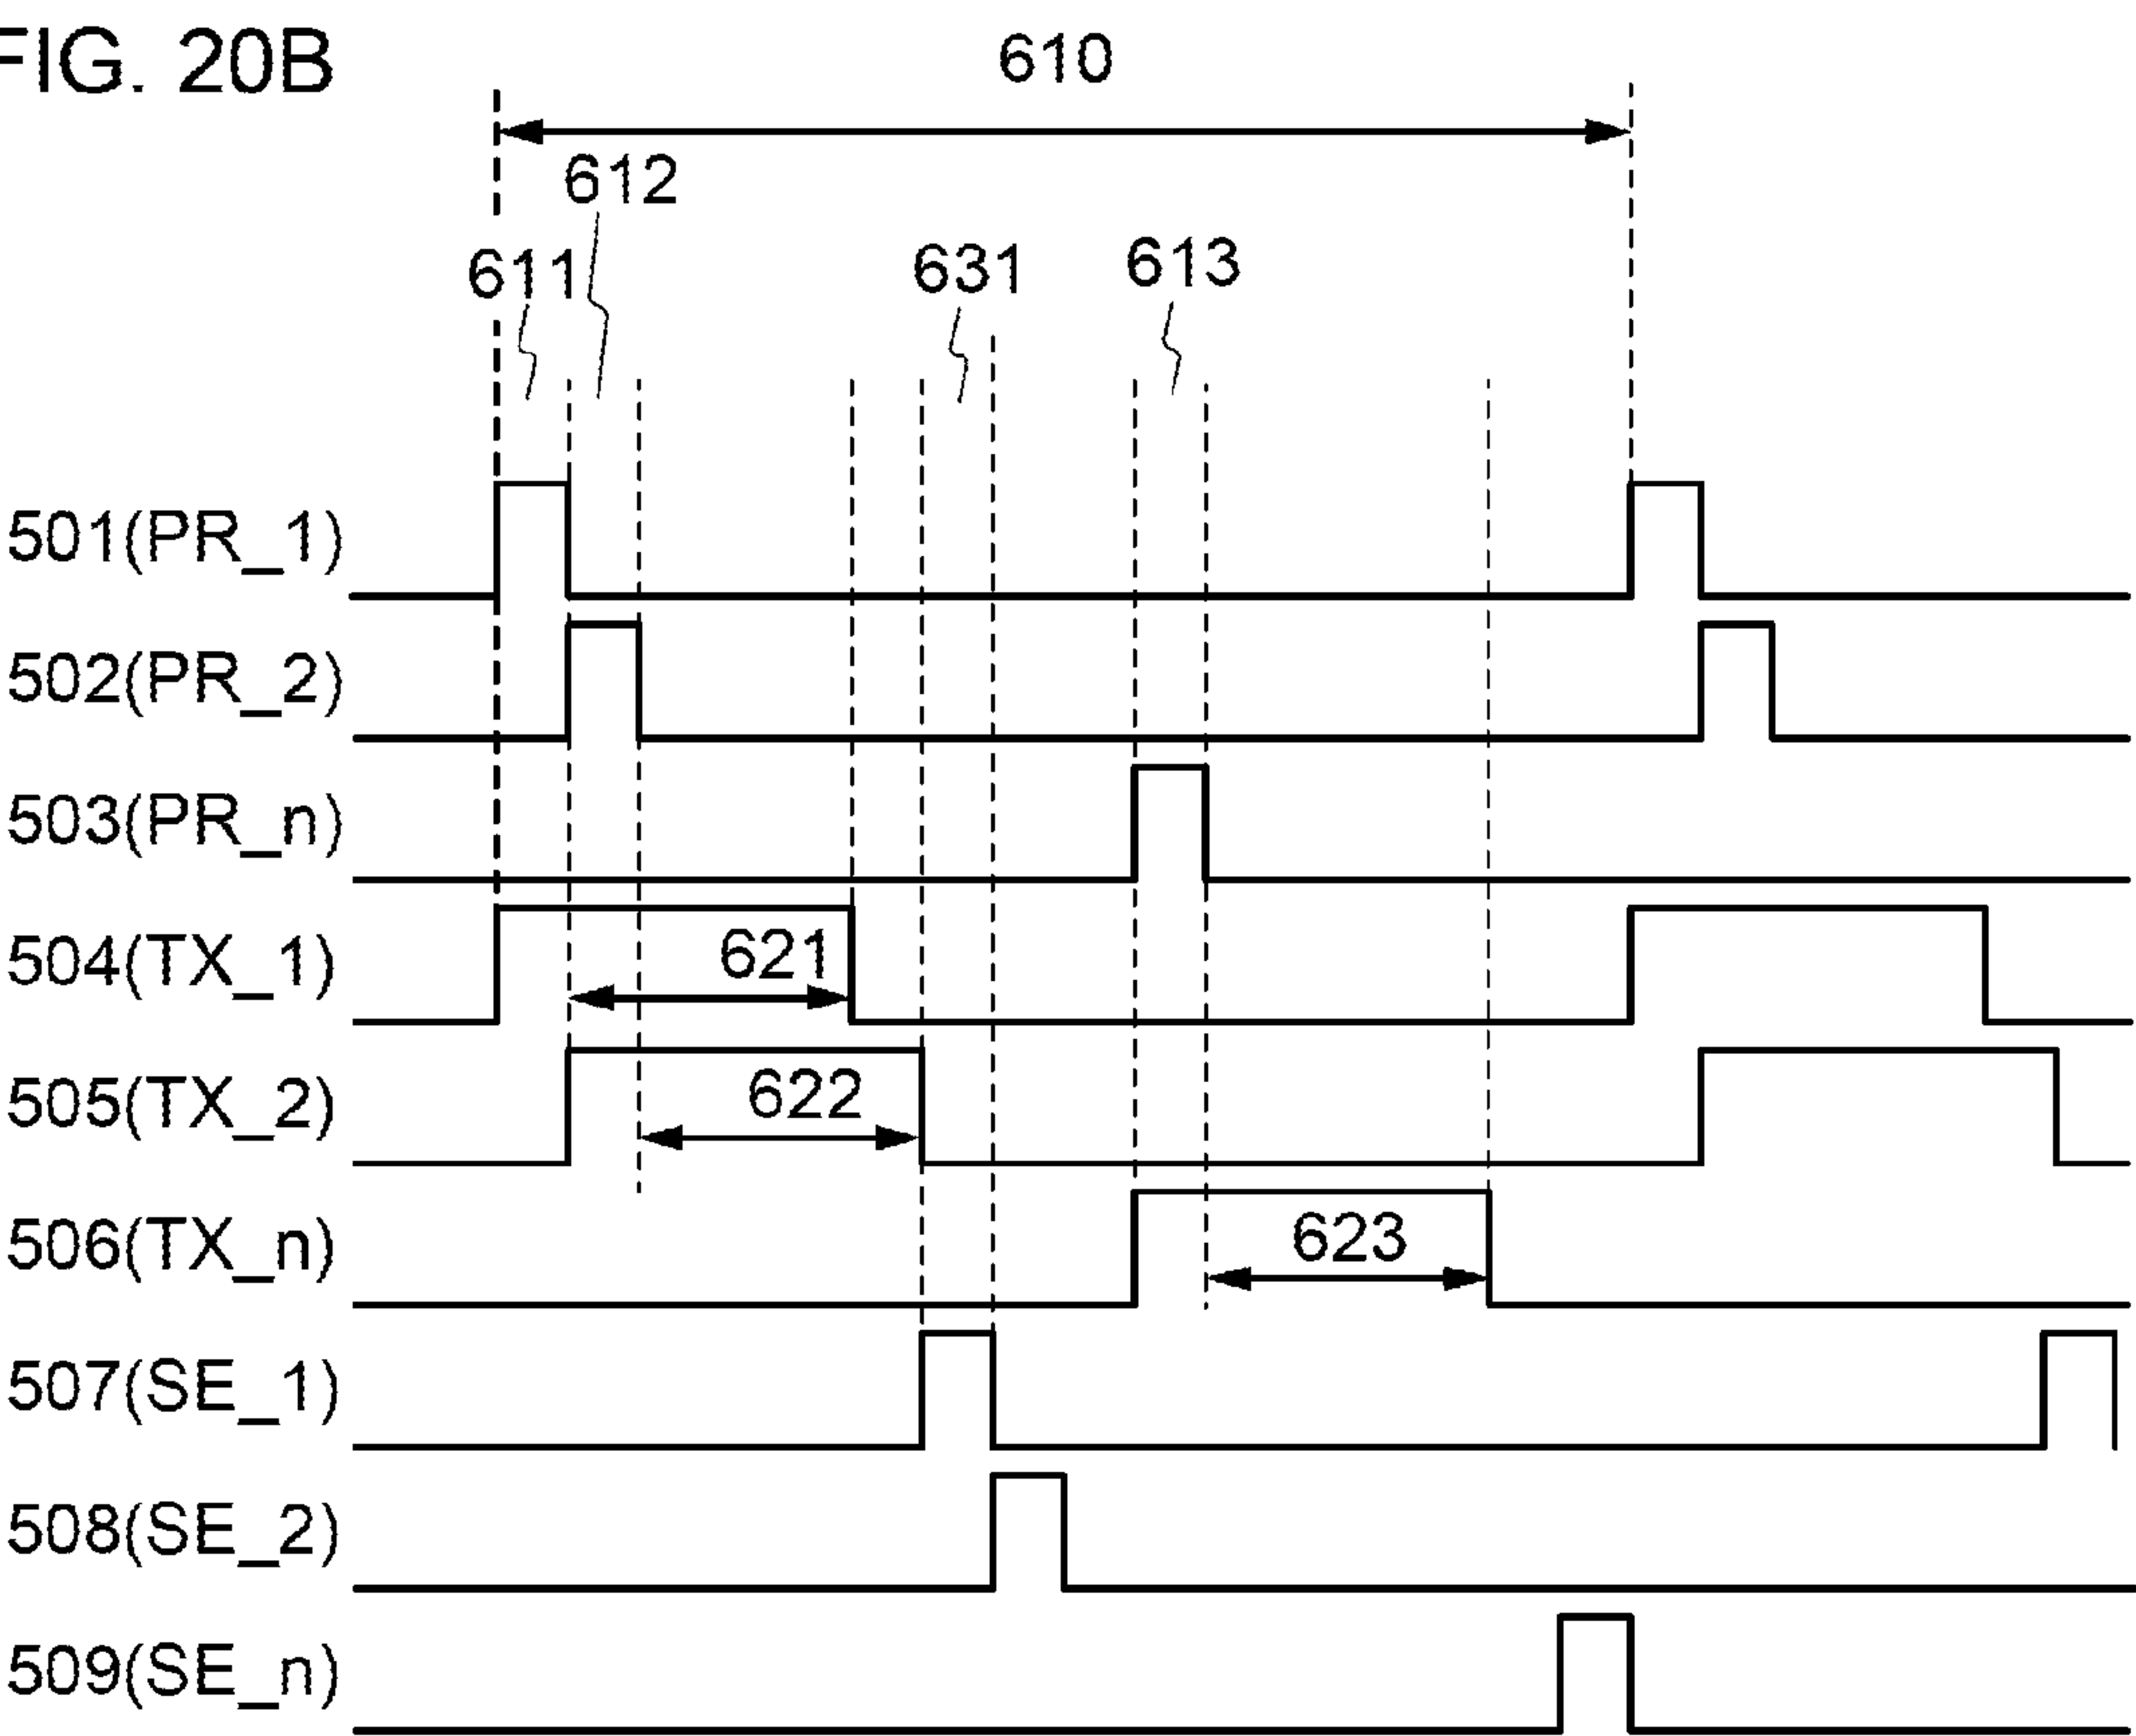 FIG. 20B
610
612
611
631
613
501(PR_1)
502(PR_2)
503(PR_n)
504(TX_1)
621
505(TX_2)
622
506(TX_n)
623
507(SE_1)
508(SE_2)
509(SE_n)